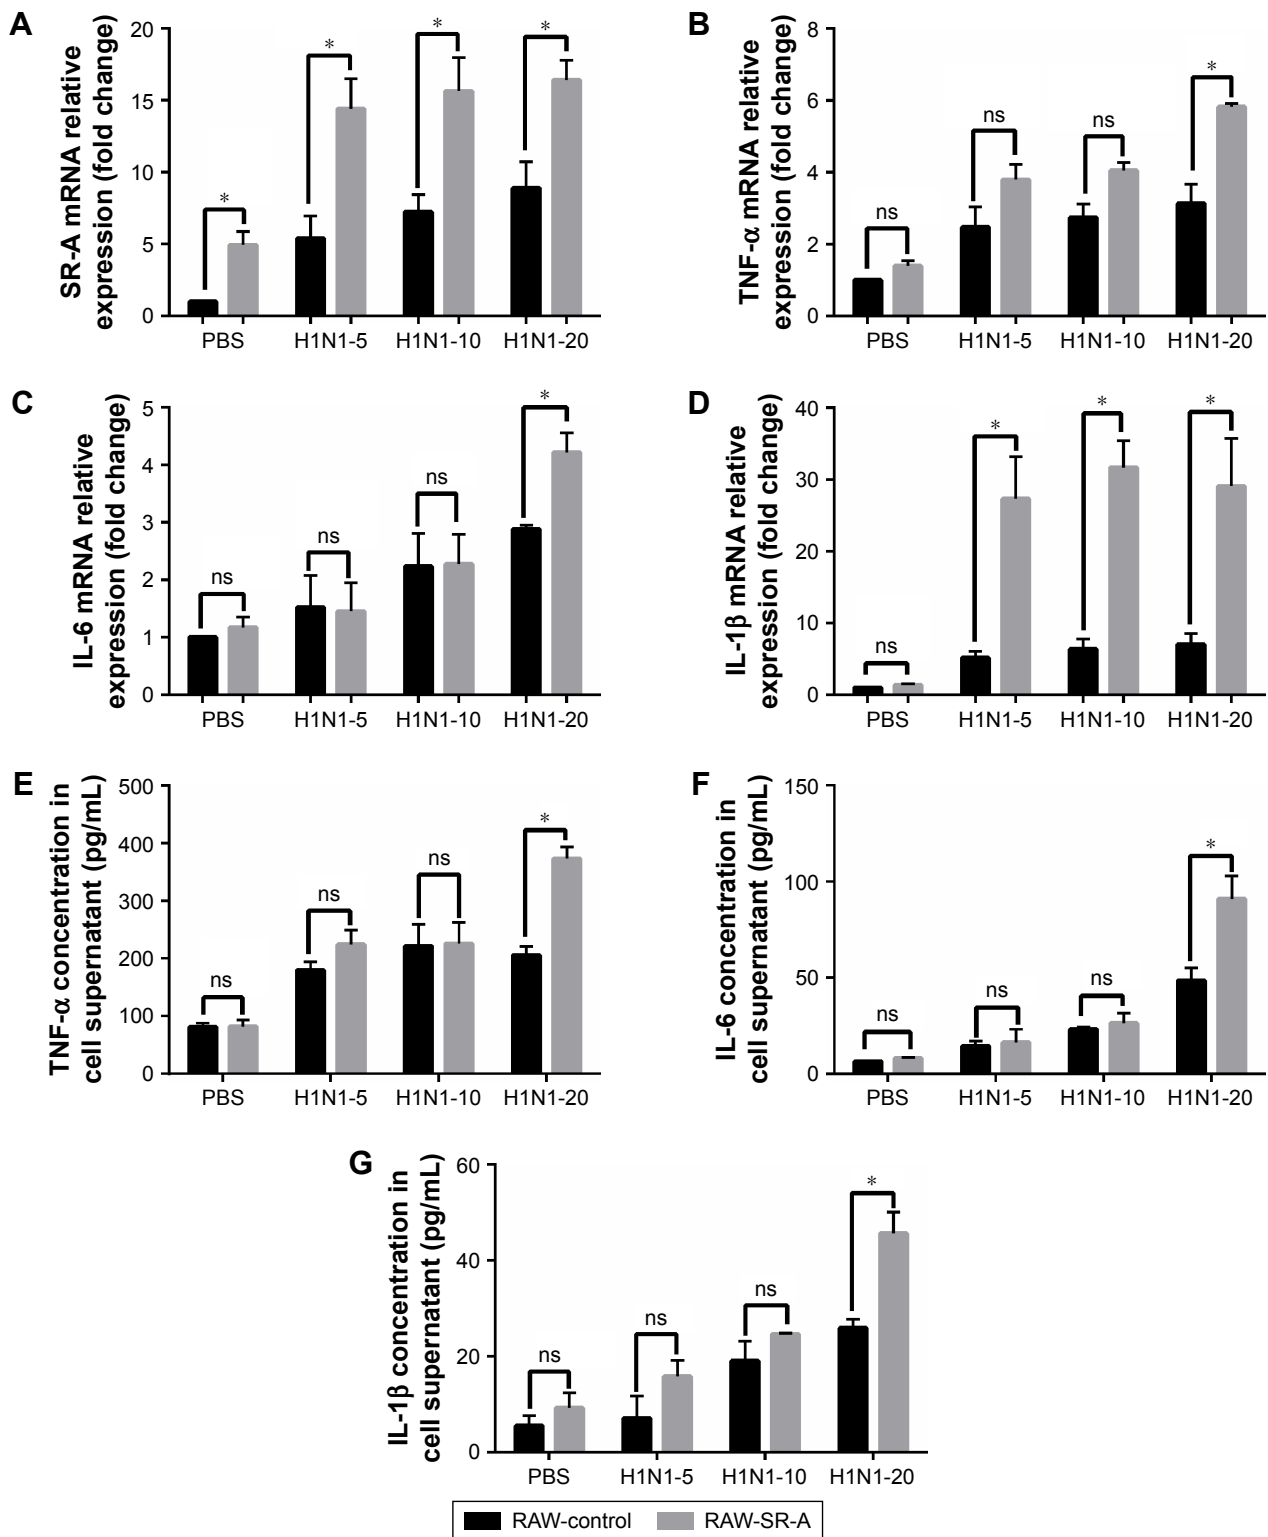 A
SR-A mRNA relative
expression (fold change)
20
15
10
5
0
*
*
*
*
PBS
H1N1-5
H1N1-10
H1N1-20
B
TNF-α mRNA relative
expression (fold change)
8
6
4
2
0
ns
ns
ns
*
PBS
H1N1-5
H1N1-10
H1N1-20
C
IL-6 mRNA relative
expression (fold change)
5
4
3
2
1
0
ns
ns
ns
*
PBS
H1N1-5
H1N1-10
H1N1-20
D
IL-1β mRNA relative
expression (fold change)
40
30
20
10
0
ns
*
*
*
PBS
H1N1-5
H1N1-10
H1N1-20
E
TNF-α concentration in
cell supernatant (pg/mL)
500
400
300
200
100
0
ns
ns
ns
*
PBS
H1N1-5
H1N1-10
H1N1-20
F
IL-6 concentration in
cell supernatant (pg/mL)
150
100
50
0
ns
ns
ns
*
PBS
H1N1-5
H1N1-10
H1N1-20
G
IL-1β concentration in
cell supernatant (pg/mL)
60
40
20
0
ns
ns
ns
*
PBS
H1N1-5
H1N1-10
H1N1-20
RAW-control
RAW-SR-A